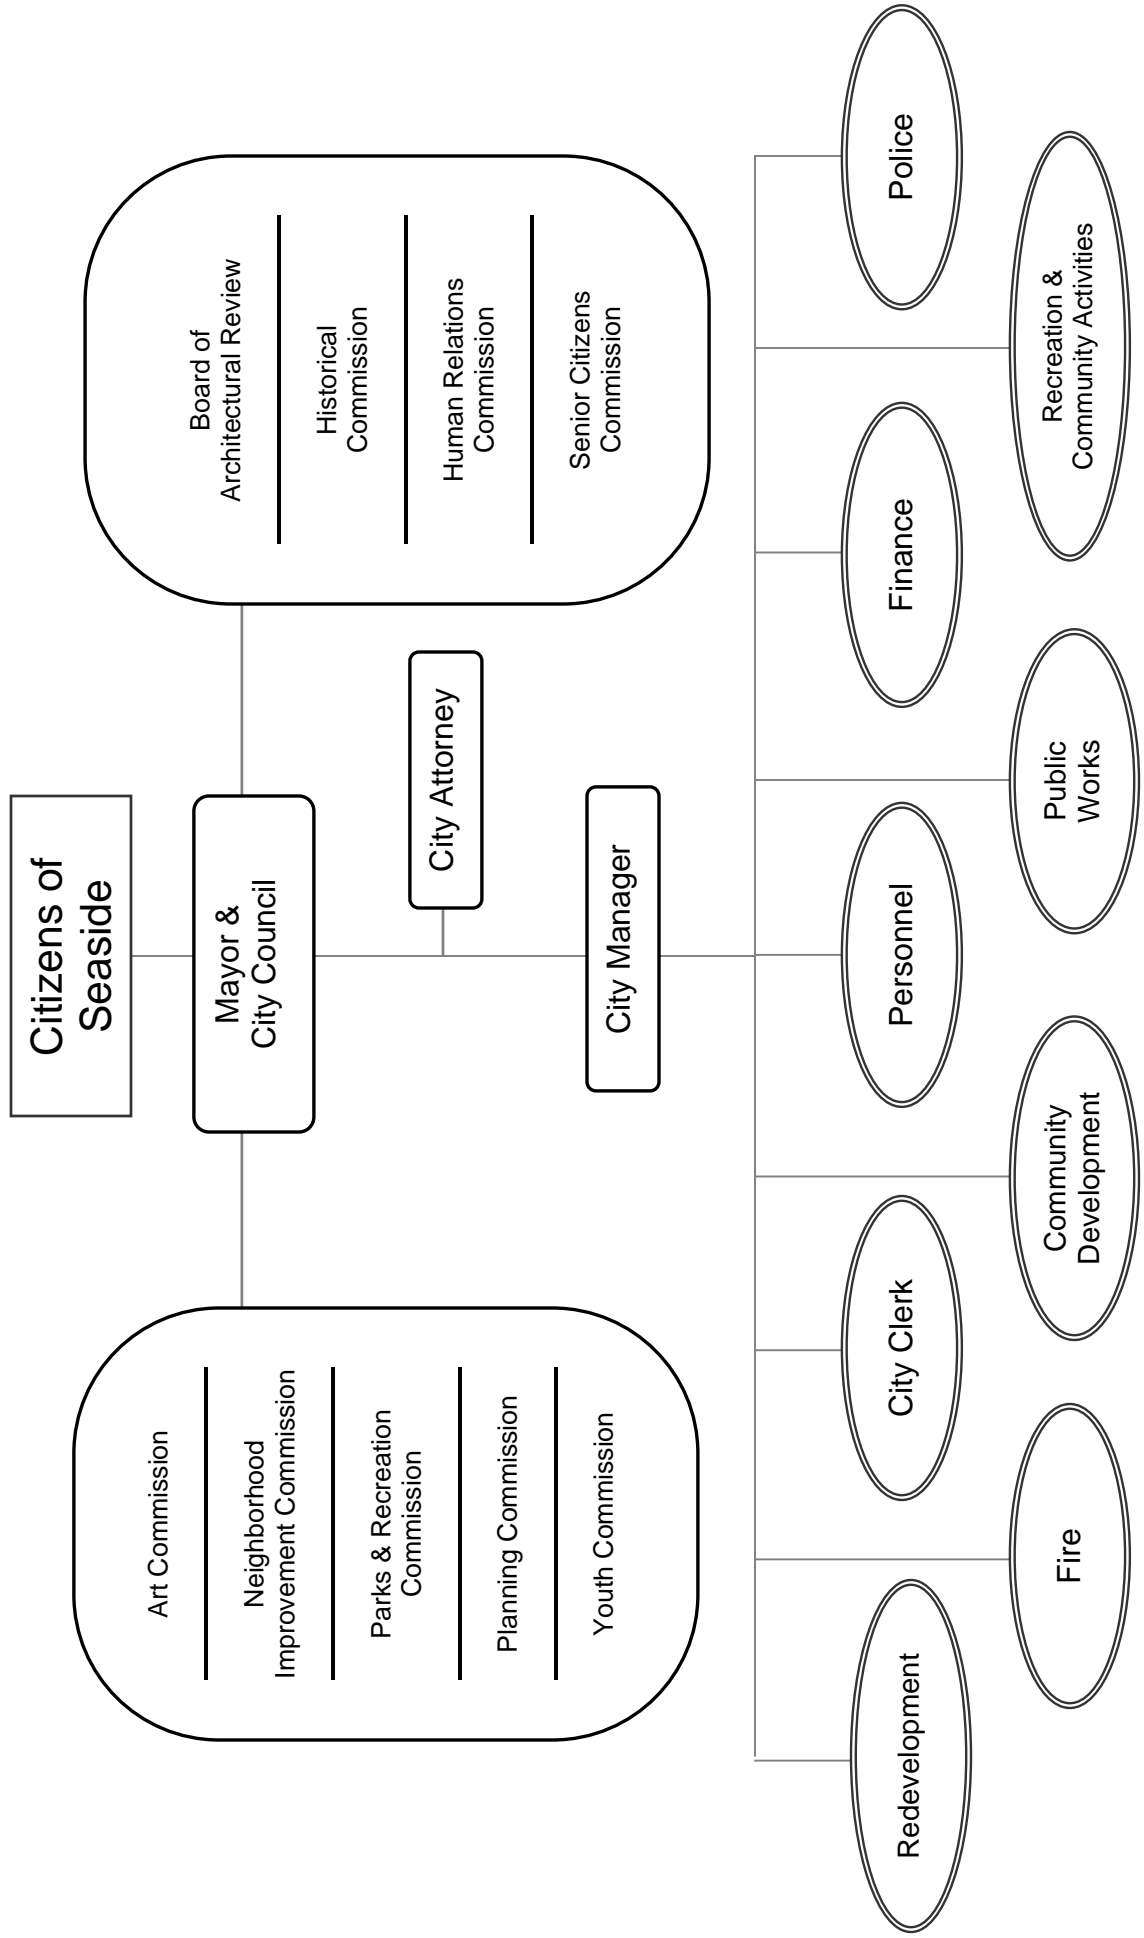 Citizens of
Seaside
Mayor &
City Council
Art Commission
Neighborhood
Improvement Commission
Parks & Recreation
Commission
Planning Commission
Youth Commission
Board of
Architectural Review
Historical
Commission
Human Relations
Commission
Senior Citizens
Commission
City Attorney
City Manager
Redevelopment
City Clerk
Personnel
Finance
Police
Fire
Community
Development
Public
Works
Recreation &
Community Activities